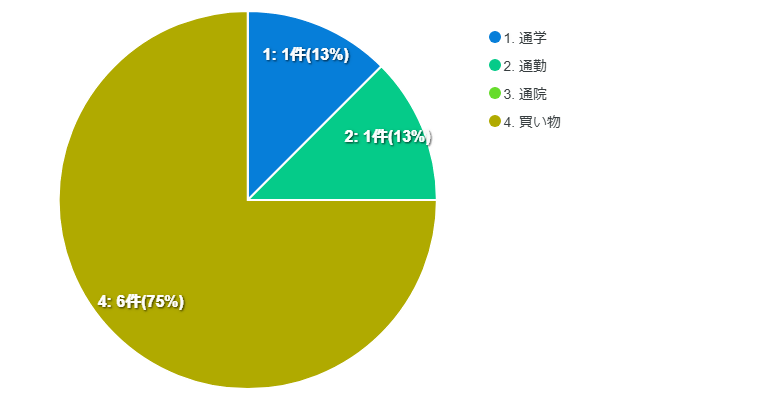 1: 1件(13%)
2: 1件(13%)
4: 6件(75%)
1. 通学
2. 通勤
3. 通院
4. 買い物